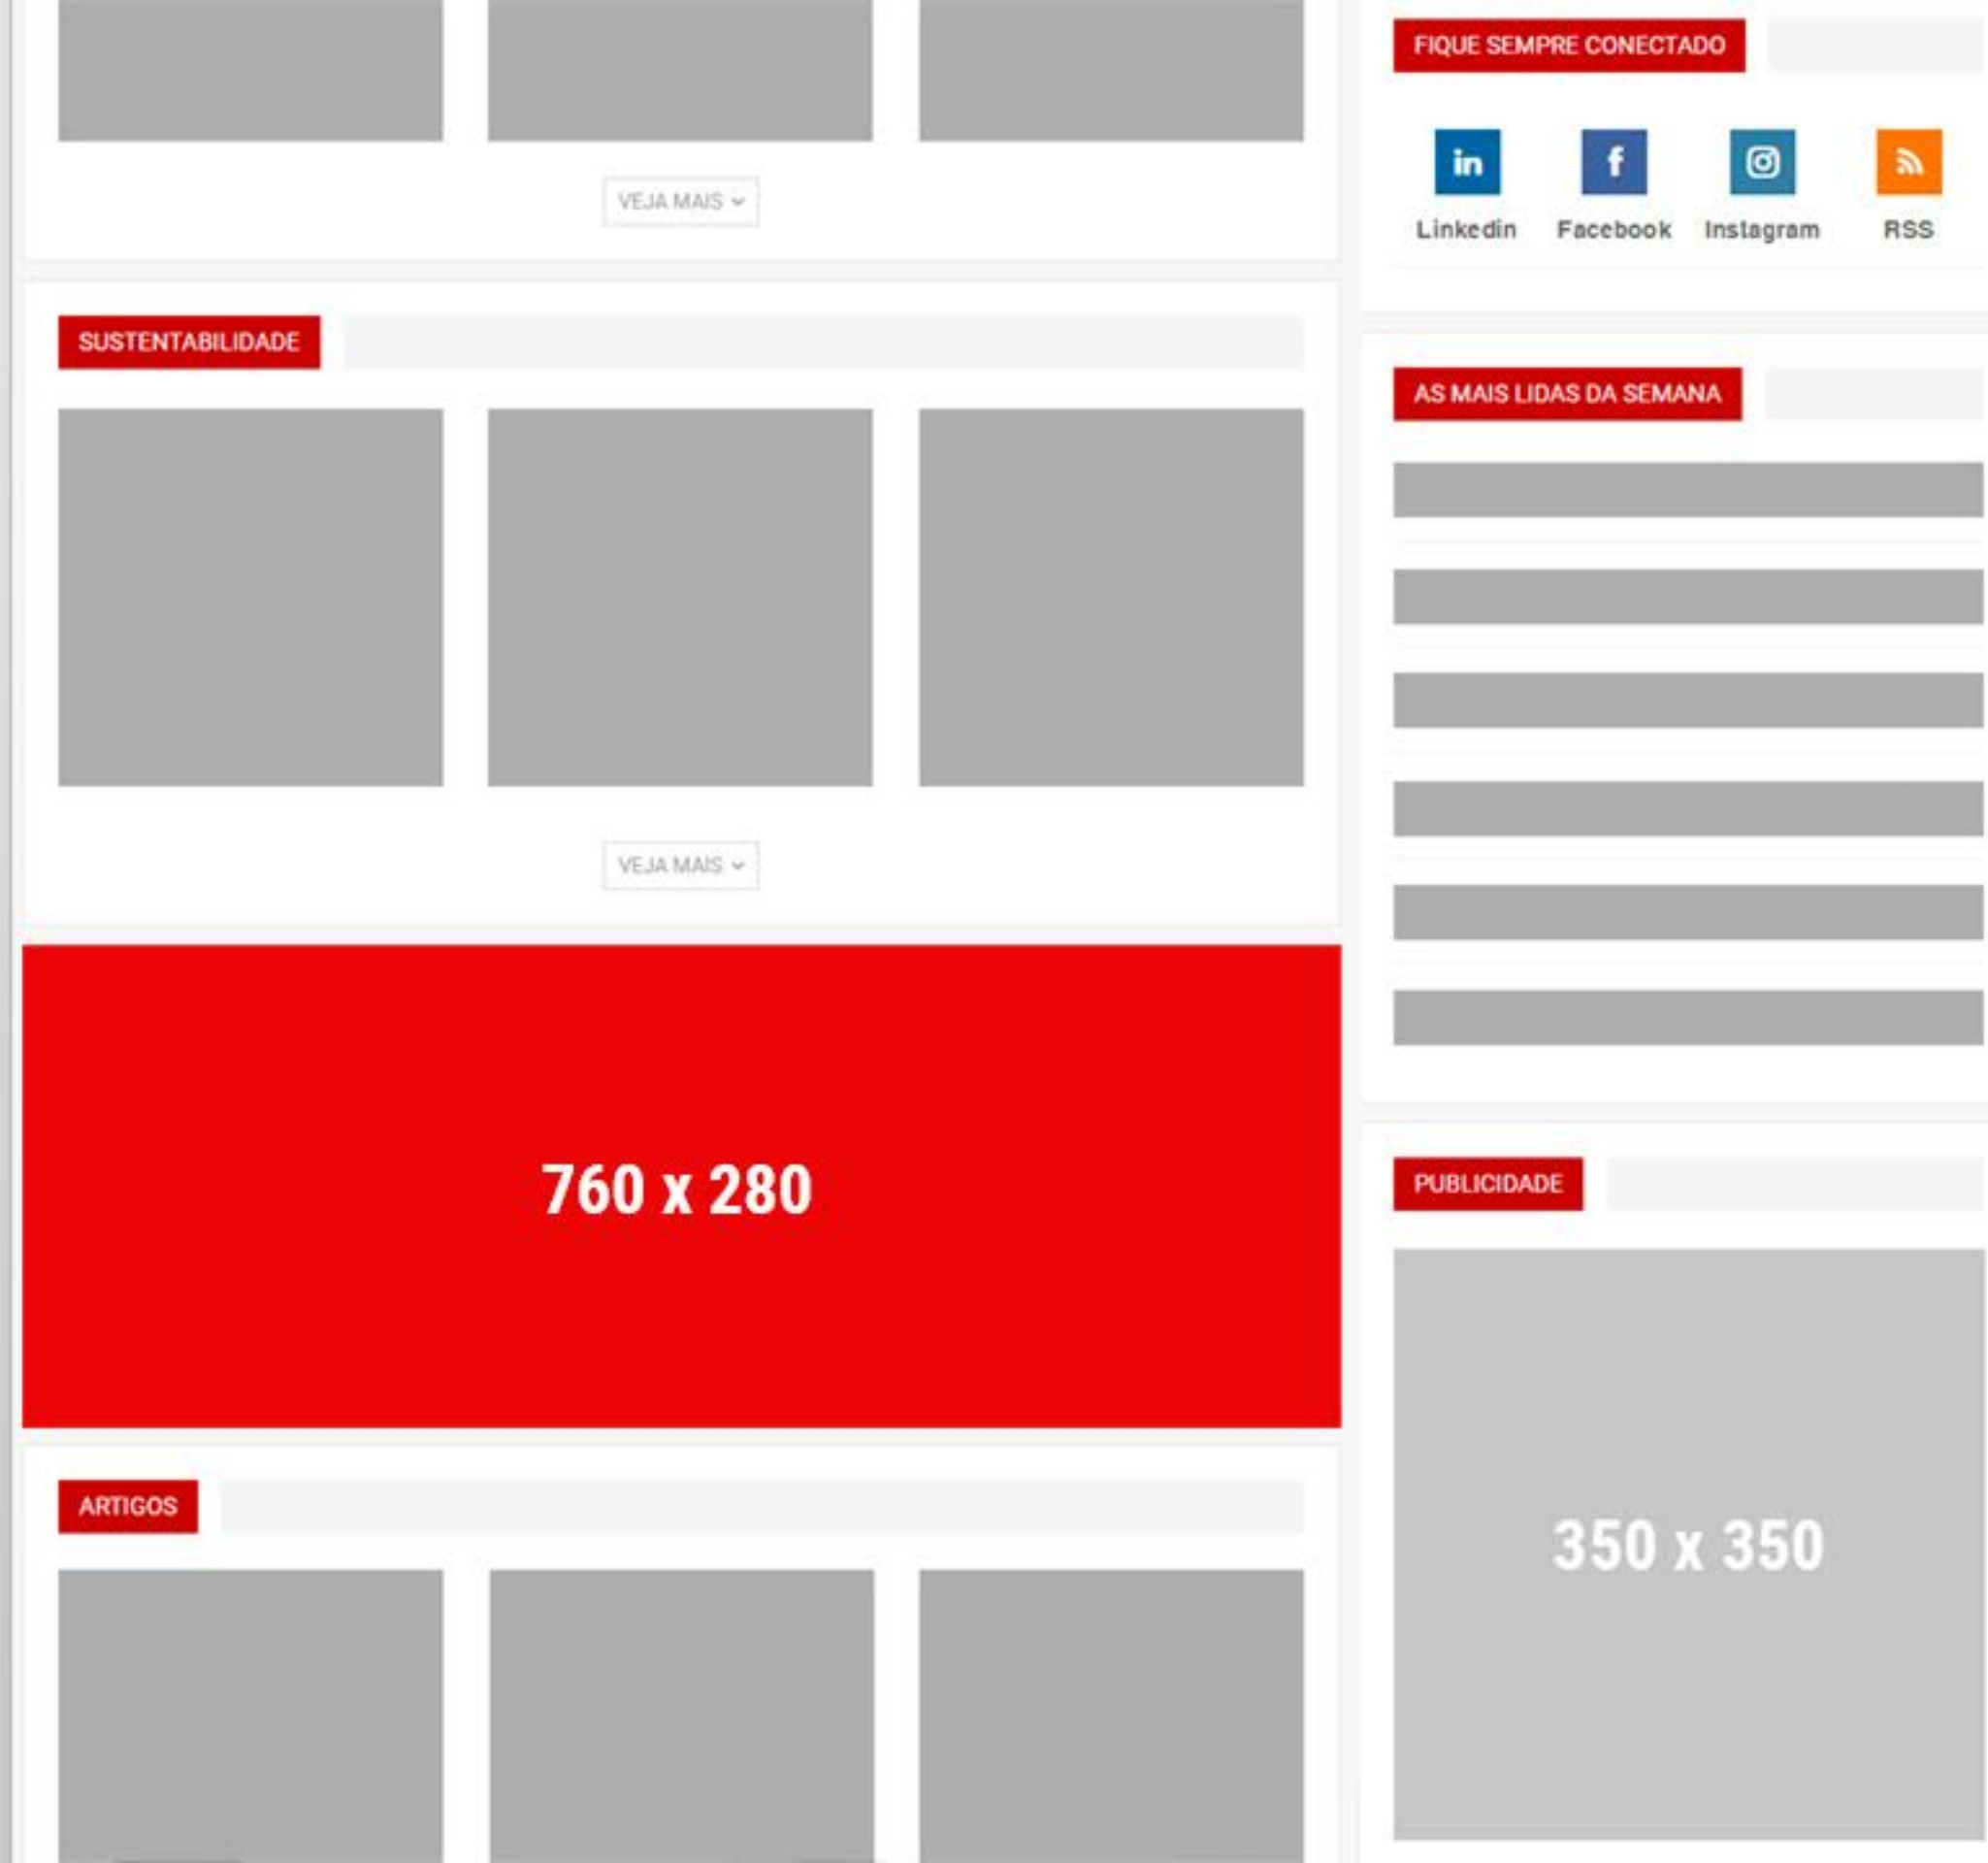 VEJA MAIS
SUSTENTABILIDADE
VEJA MAIS
760 x 280
ARTIGOS
FIQUE SEMPRE CONECTADO
in
f
Linkedin Facebook Instagram RSS
AS MAIS LIDAS DA SEMANA
PUBLICIDADE
350 x 350